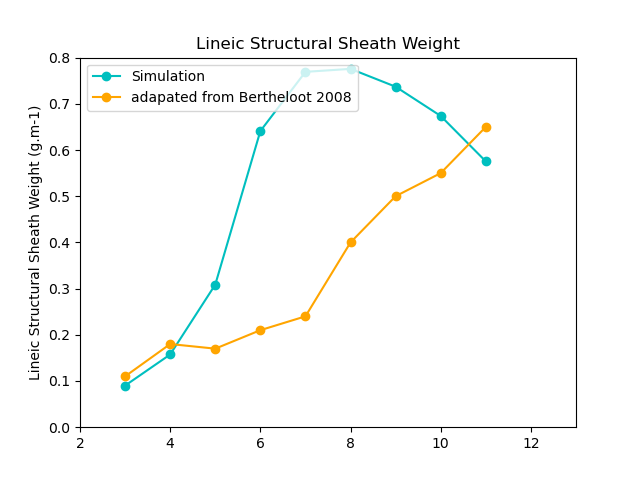 Lineic Structural Sheath Weight
Simulation
adapated from Bertheloot 2008
Lineic Structural Sheath Weight (g.m-1)
0.8
0.7
0.6
0.5
0.4
0.3
0.2
0.1
0.0
2 4 6 8 10 12